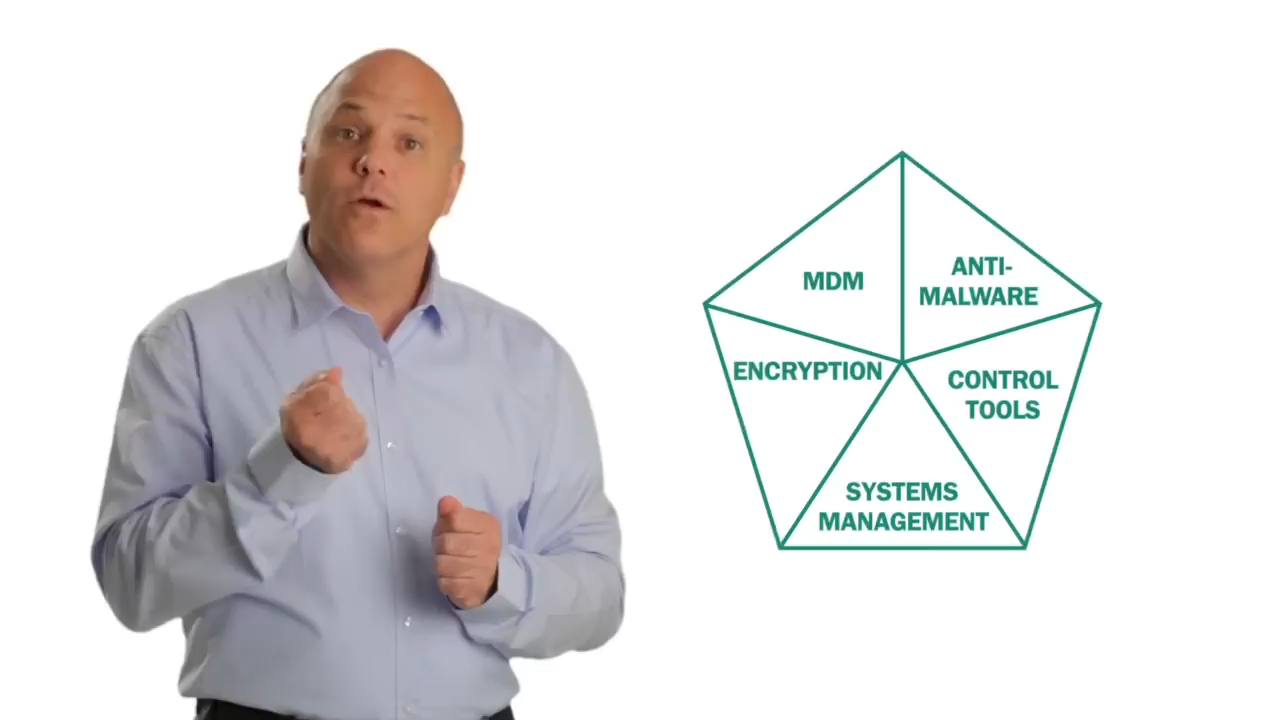 MDM
ANTI-
MALWARE
ENCRYPTION
CONTROL
TOOLS
SYSTEMS
MANAGEMENT